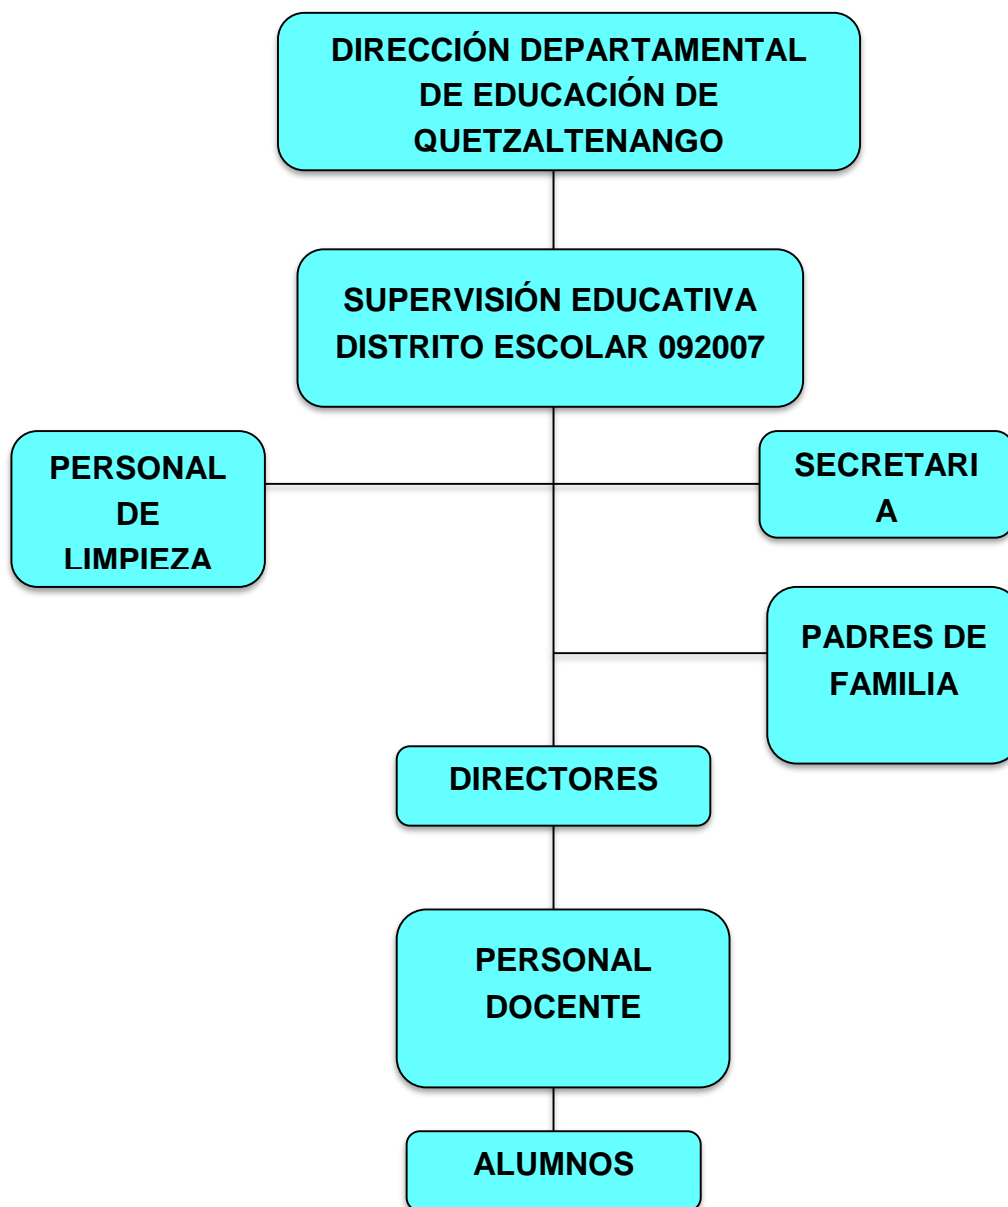 DIRECCIÓN DEPARTAMENTAL
DE EDUCACIÓN DE
QUETZALTENANGO
SUPERVISIÓN EDUCATIVA
DISTRITO ESCOLAR 092007
PERSONAL
DE
LIMPIEZA
SECRETARI
A
PADRES DE
FAMILIA
DIRECTORES
PERSONAL
DOCENTE
ALUMNOS